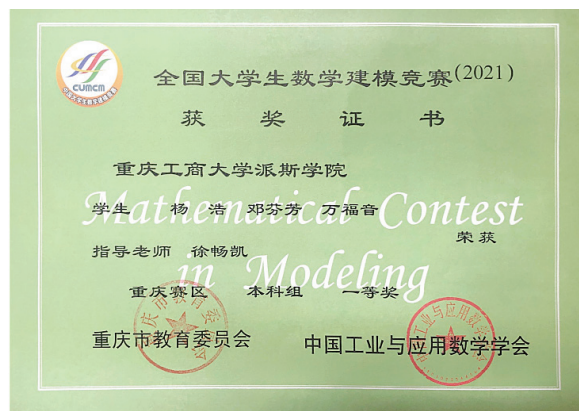 CUMCM
全国大学生数学建模竞赛(2021)
获 奖 证 书
重庆工商大学派斯学院
Mathematical Contest
学生 杨 浩 邓芬芳 万福音
荣获
指导老师 徐畅凯
in Modeling
重庆赛区 本科组 一等奖
重庆市教育委员会 中国工业与应用数学学会